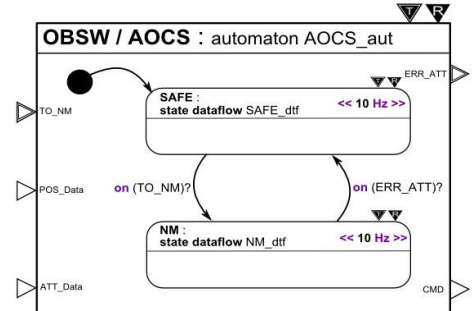 T R
OBSW / AOCS : automaton AOCS_aut
ERR_ATT
T R
SAFE :
state dataflow SAFE_dtf
<< 10 Hz >>
TO_NM
on (TO_NM)?
on (ERR_ATT)?
POS_Data
T R
NM :
state dataflow NM_dtf
<< 10 Hz >>
ATT_Data
CMD